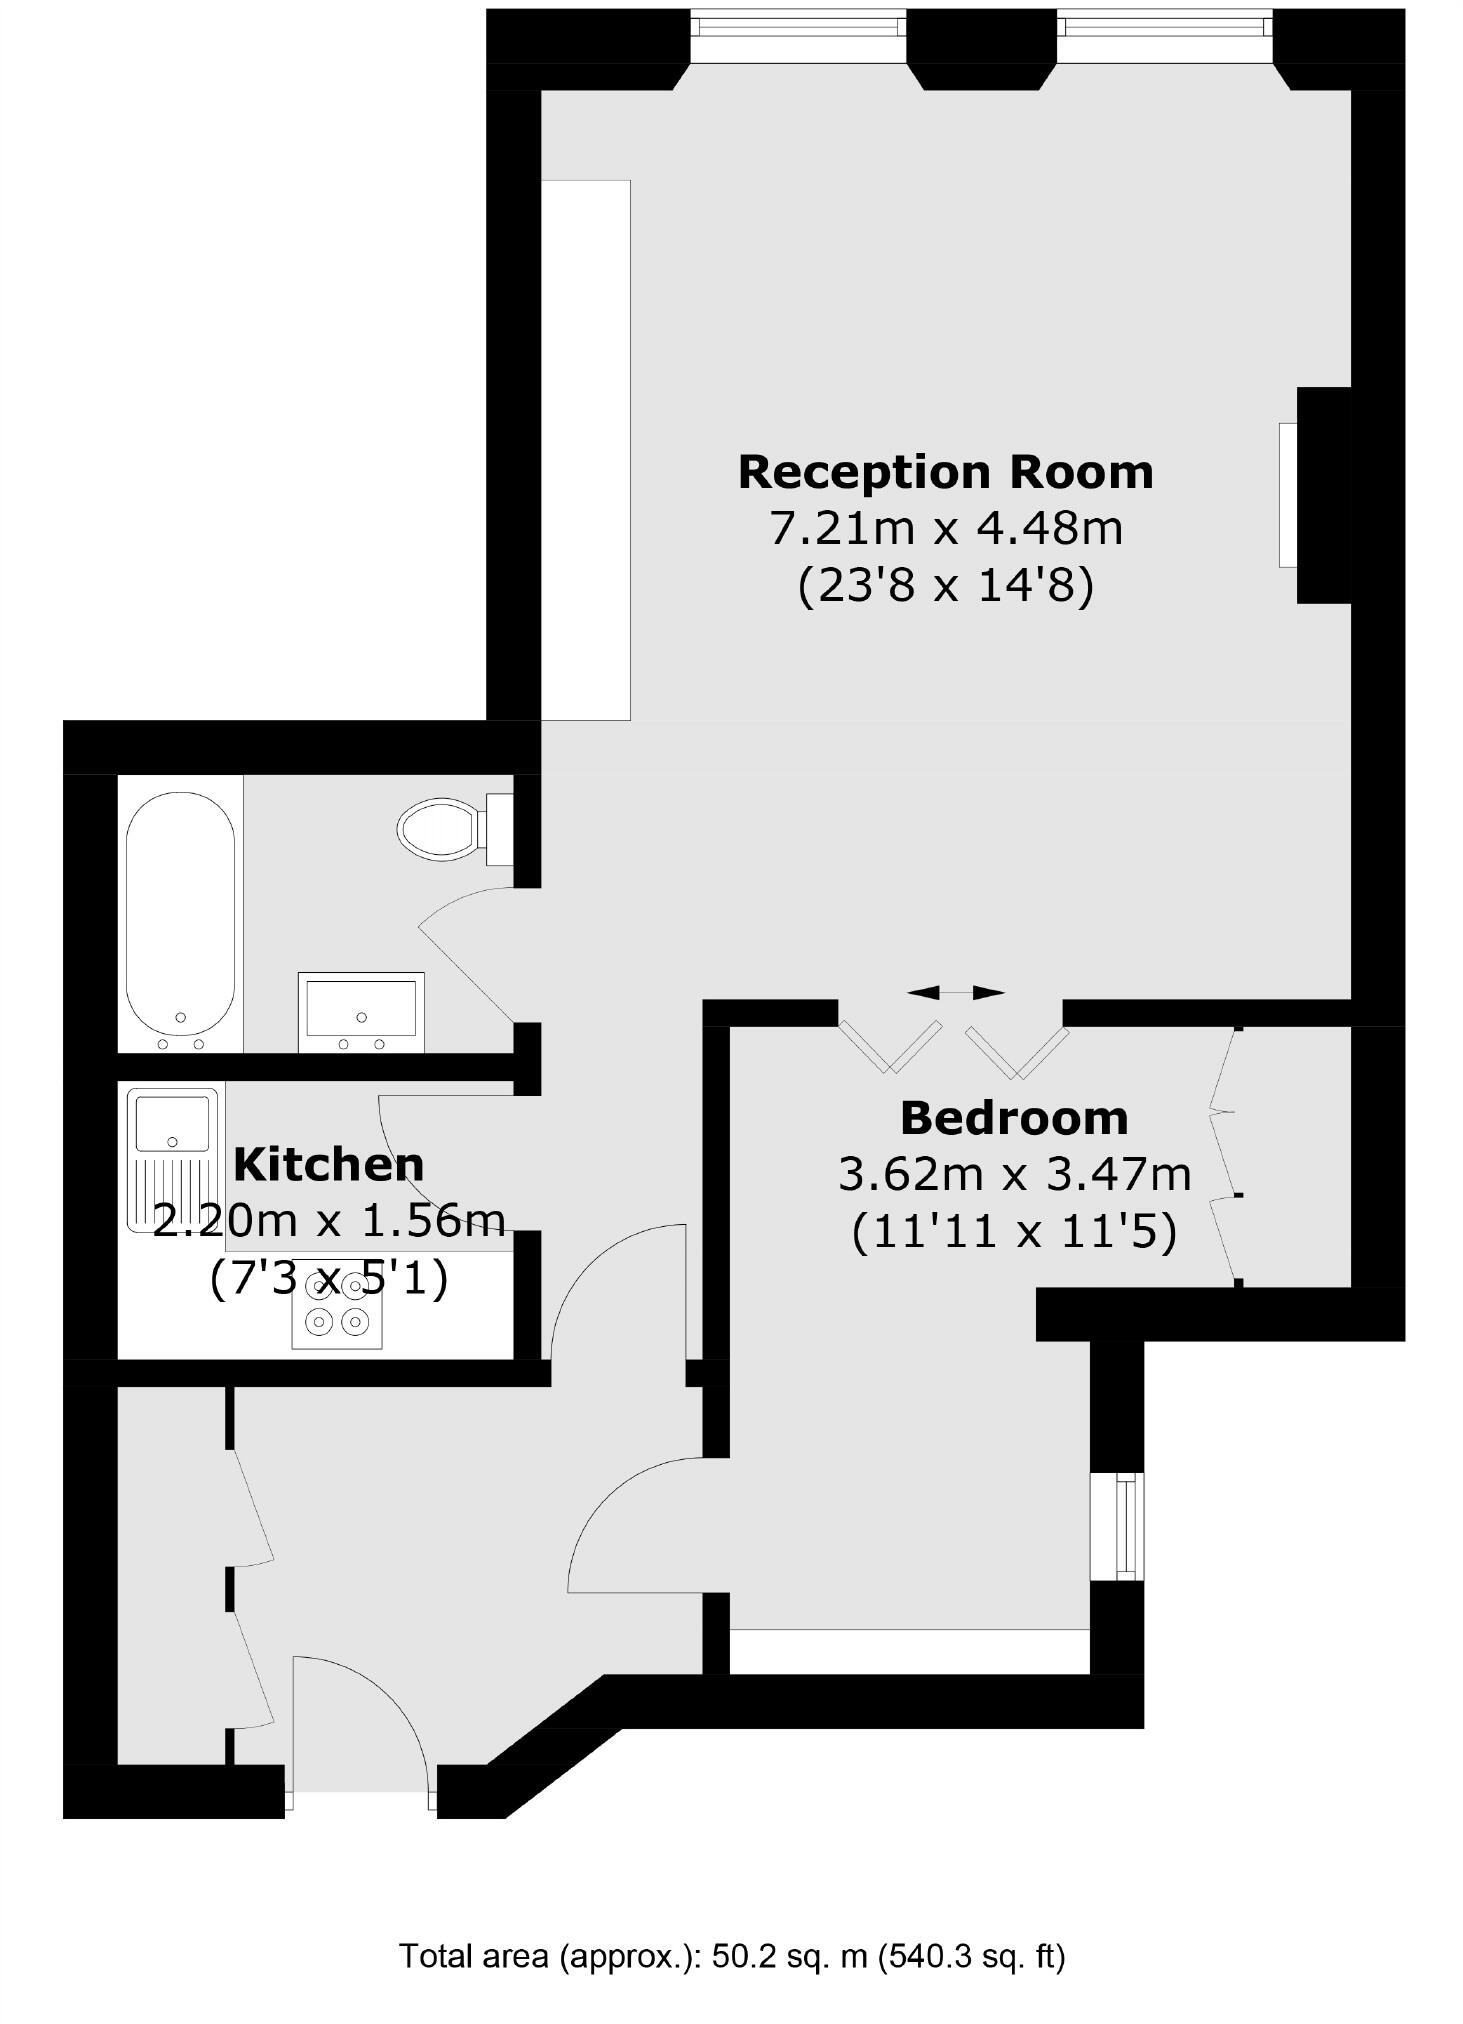 Reception Room
7.21m x 4.48m
(23'8 x 14'8)
Bedroom
3.62m x 3.47m
(11'11 x 11'5)
Kitchen
2.20m x 1.56m
(7'3 x 5'1)
Total area (approx.): 50.2 sq. m (540.3 sq. ft)